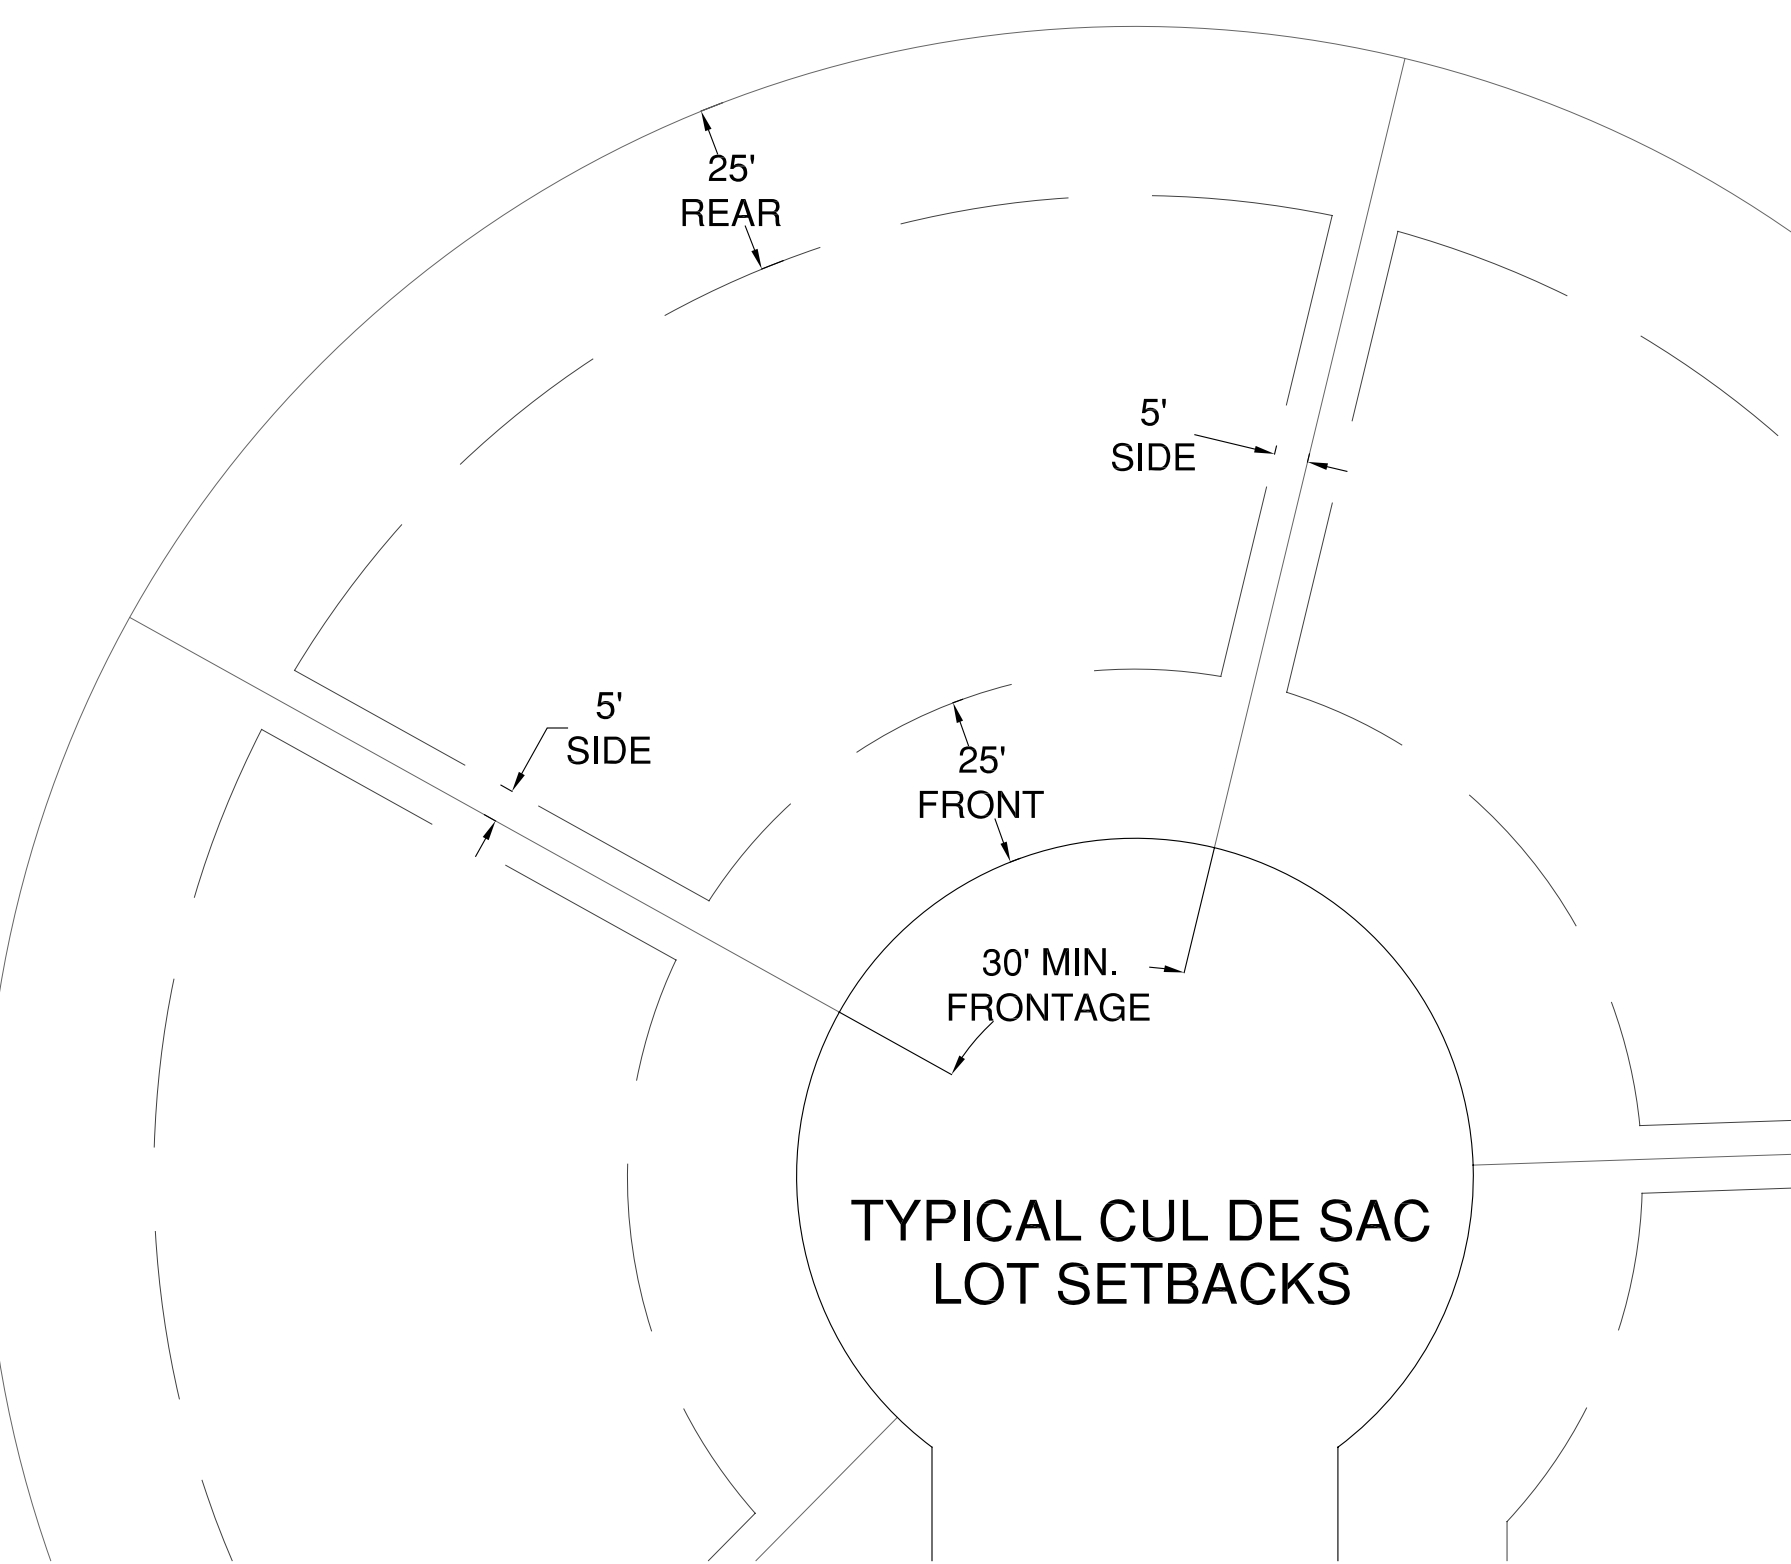 25'
REAR
5'
SIDE
5'
SIDE
25'
FRONT
30' MIN.
FRONTAGE
TYPICAL CUL DE SAC
LOT SETBACKS